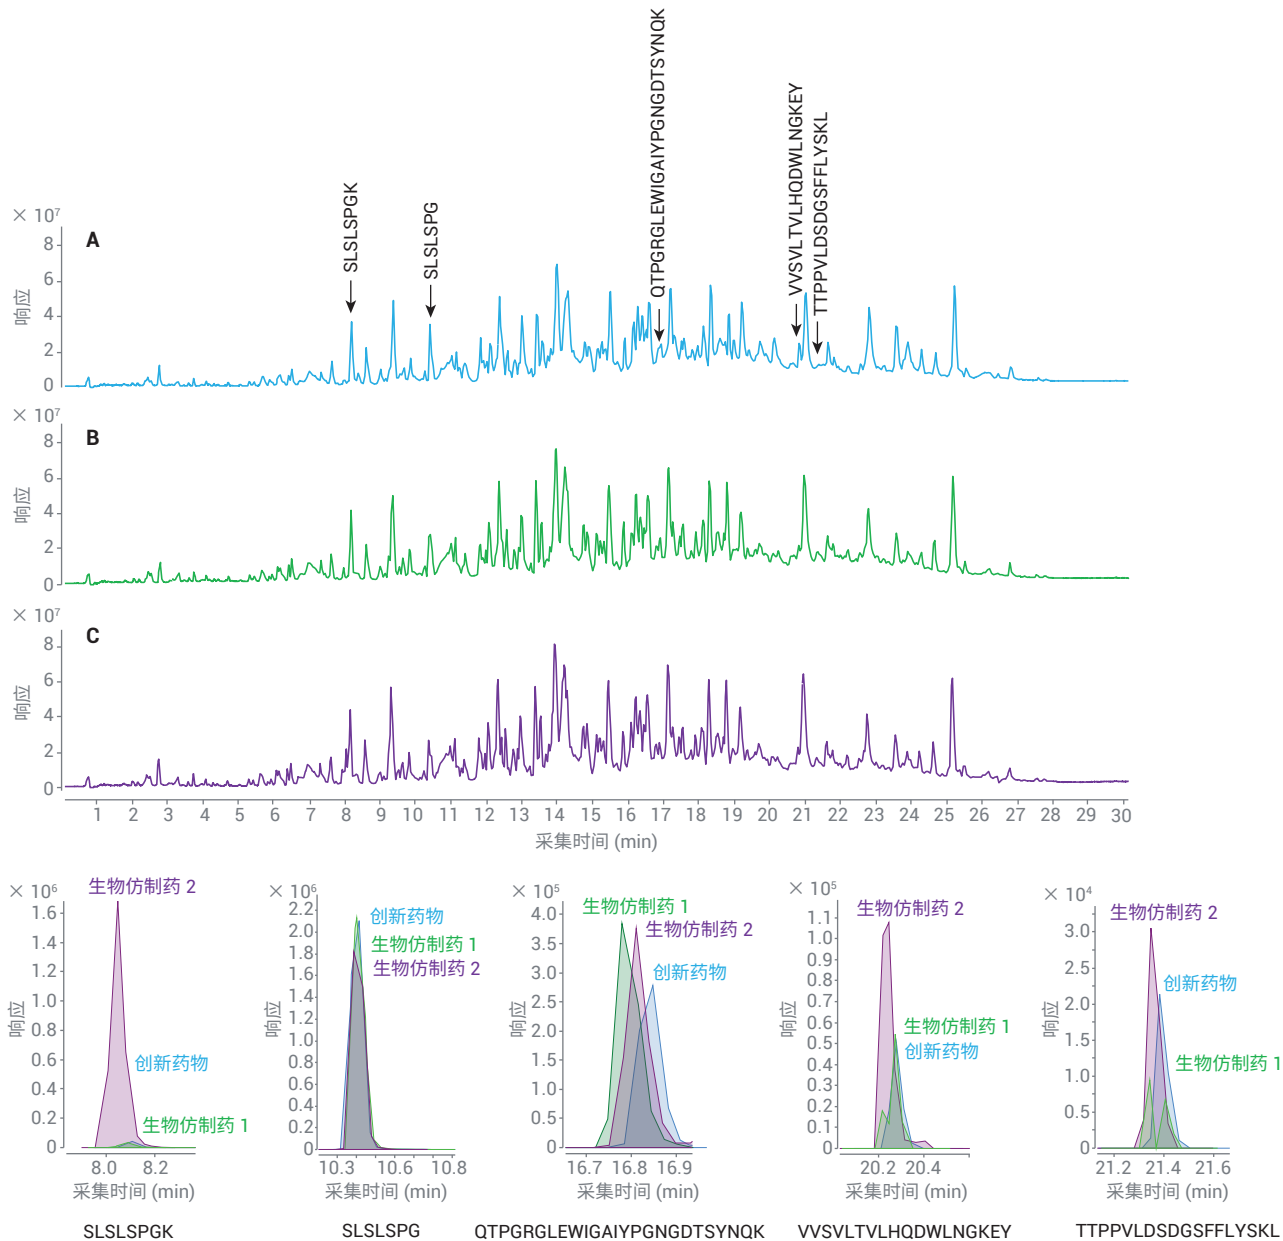 SLSLSPGK
SLSLSPG
QTPGRGLEWIGAIYPGNGDTSYNQK
VVSVLTVLHQDWLNGKEY
TTPPVLDSDGSFFLYSKL
× 10⁷
A
8
6
4
2
0
响应
× 10⁷
B
8
6
4
2
0
响应
× 10⁷
C
8
6
4
2
0
响应
1 2 3 4 5 6 7 8 9 10 11 12 13 14 15 16 17 18 19 20 21 22 23 24 25 26 27 28 29 30
采集时间 (min)
× 10⁶
生物仿制药 2
1.6
1.4
1.2
1.0
0.8
0.6
0.4
0.2
0
响应
创新药物
生物仿制药 1
8.0 8.2
采集时间 (min)
SLSLSPGK
× 10⁶
2.2
2.0
1.8
1.6
1.4
1.2
1.0
0.8
0.6
0.4
0.2
0
响应
创新药物
生物仿制药 1
生物仿制药 2
10.3 10.6 10.8
采集时间 (min)
SLSLSPG
× 10⁵
4.0
3.5
3.0
2.5
2.0
1.5
1.0
0.5
0
响应
生物仿制药 1
生物仿制药 2
创新药物
16.7 16.8 16.9
采集时间 (min)
QTPGRGLEWIGAIYPGNGDTSYNQK
× 10⁵
1.1
1.0
0.9
0.8
0.7
0.6
0.5
0.4
0.3
0.2
0.1
0
响应
生物仿制药 2
生物仿制药 1
创新药物
20.2 20.4
采集时间 (min)
VVSVLTVLHQDWLNGKEY
× 10⁴
3.0
2.5
2.0
1.5
1.0
0.5
0
响应
生物仿制药 2
创新药物
生物仿制药 1
21.2 21.4 21.6
采集时间 (min)
TTPPVLDSDGSFFLYSKL